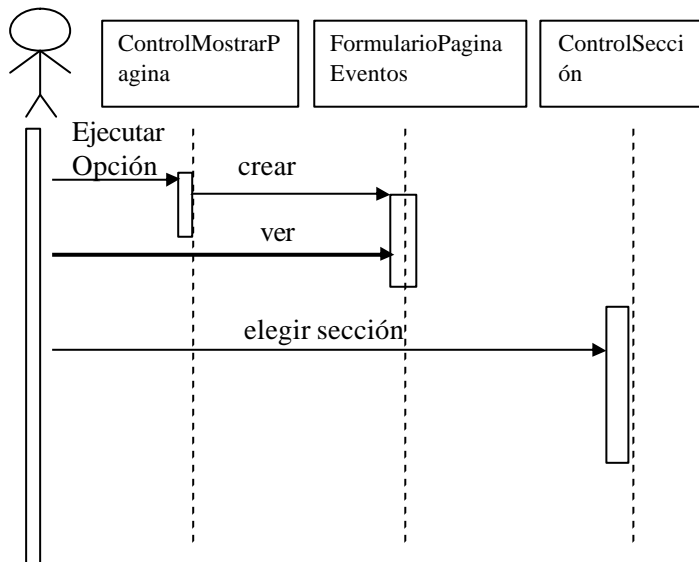 ControlMostrarP
agina
FormularioPagina
Eventos
ControlSecci
ón
Ejecutar
Opción
crear
ver
elegir sección